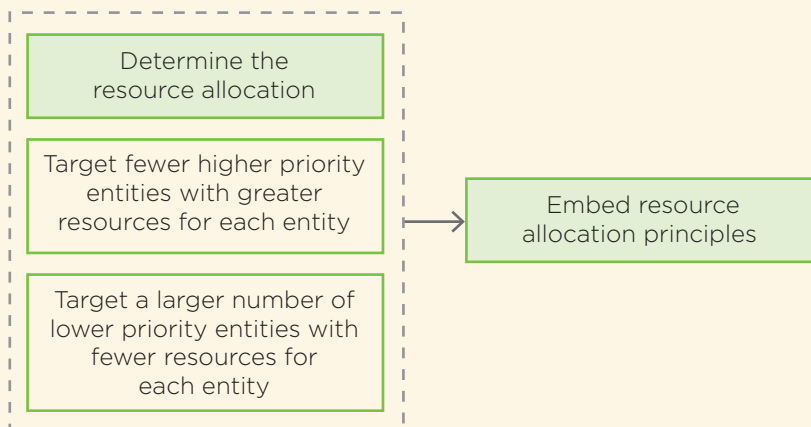 Determine the
resource allocation
Target fewer higher priority
entities with greater
resources for each entity
Target a larger number of
lower priority entities with
fewer resources for
each entity
Embed resource
allocation principles